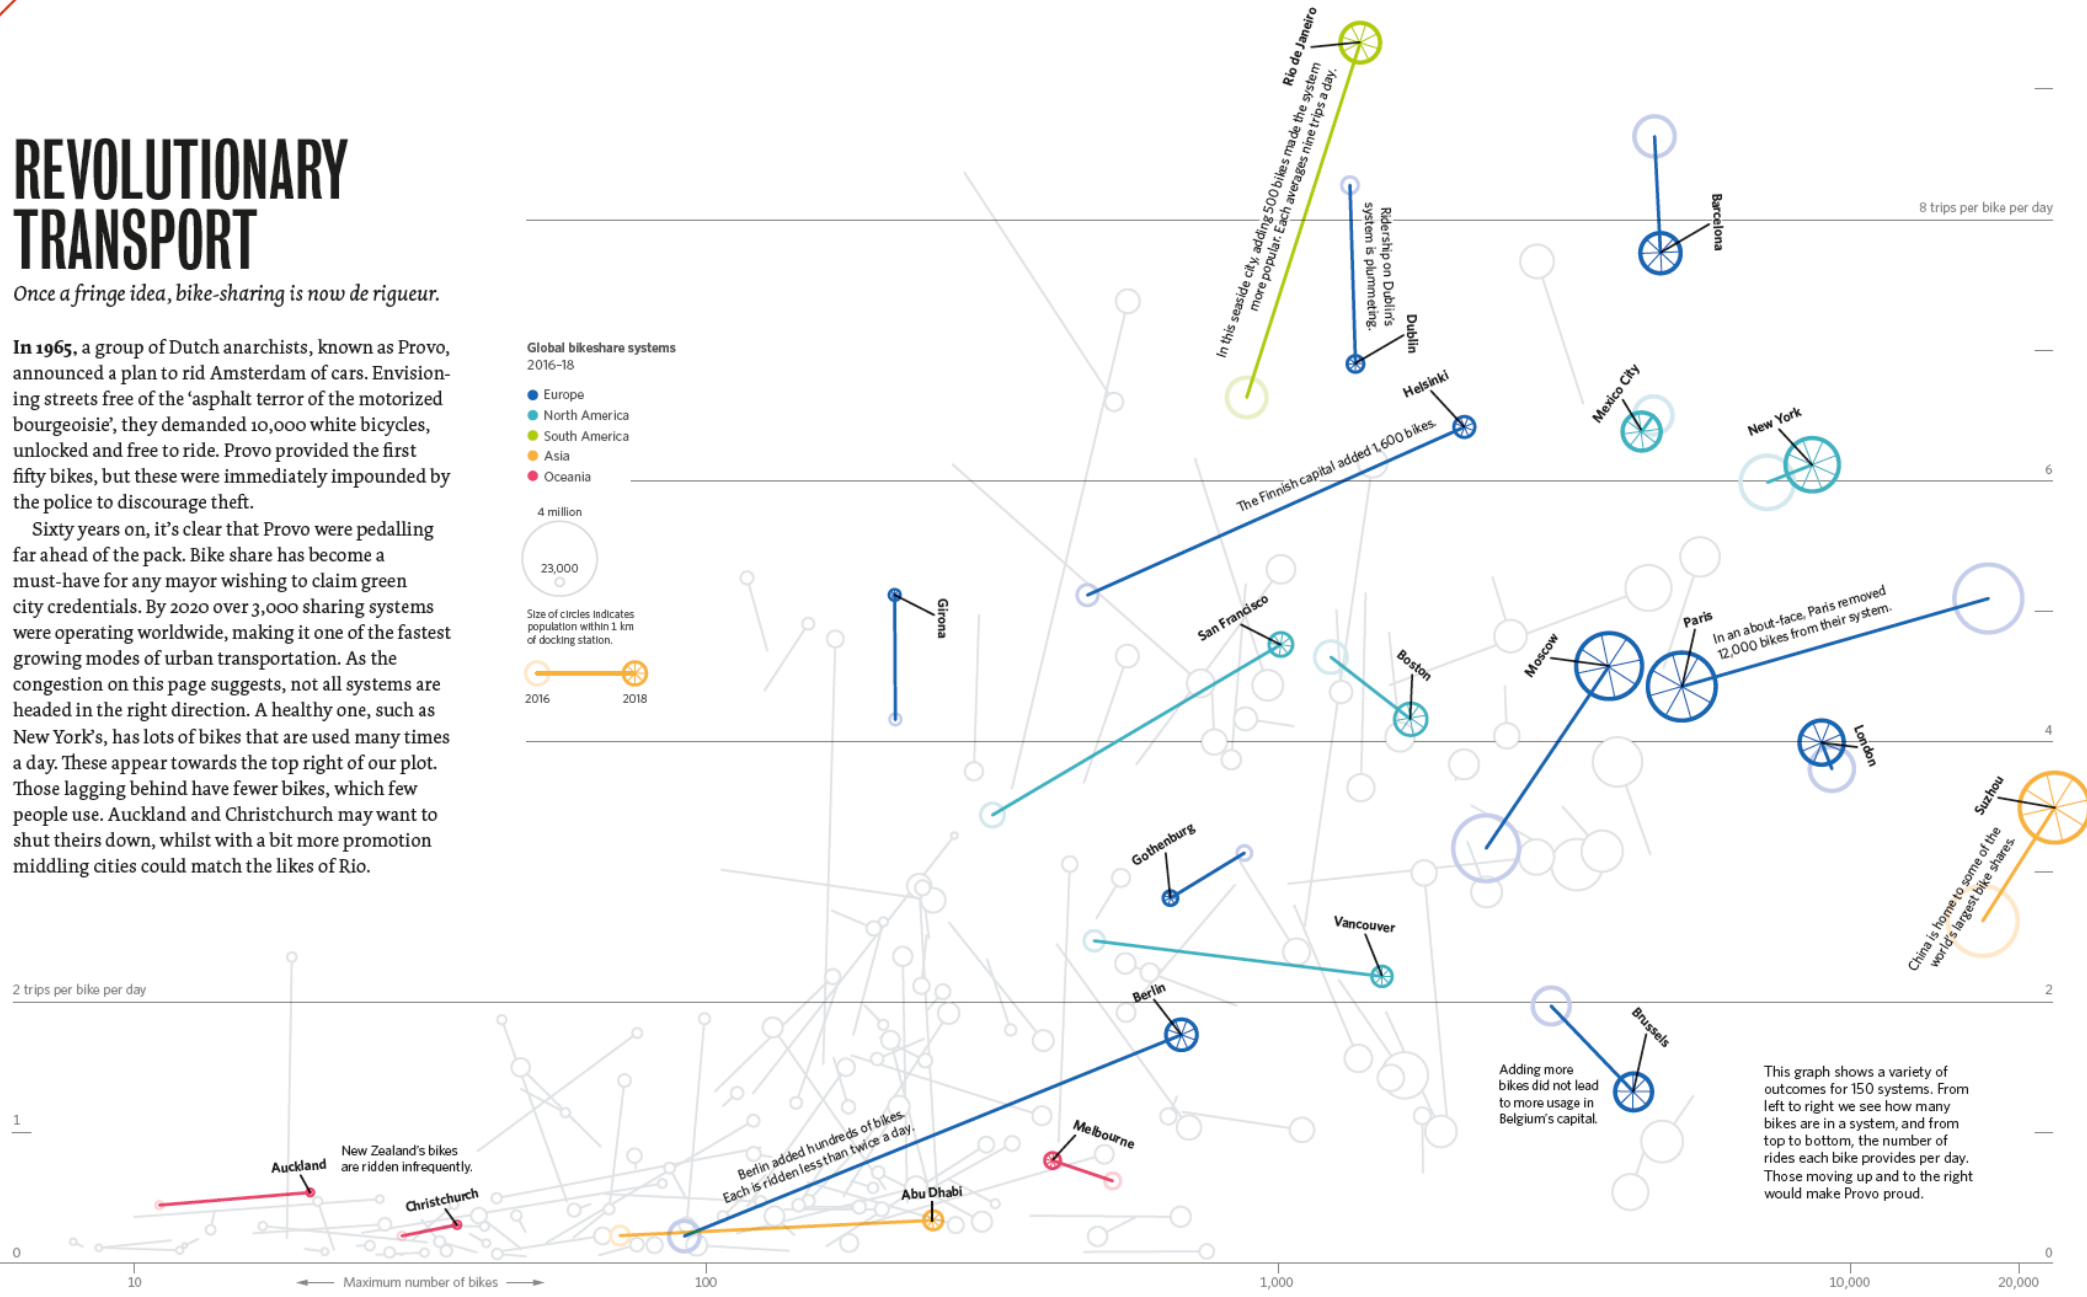 REVOLUTIONARY
TRANSPORT
Once a fringe idea, bike-sharing is now de rigueur.
In 1965, a group of Dutch anarchists, known as Provo,
announced a plan to rid Amsterdam of cars. Envision-
ing streets free of the ‘asphalt terror of the motorized
bourgeoisie’, they demanded 10,000 white bicycles,
unlocked and free to ride. Provo provided the first
fifty bikes, but these were immediately impounded by
the police to discourage theft.
Sixty years on, it’s clear that Provo were pedalling
far ahead of the pack. Bike share has become a
must-have for any mayor wishing to claim green
city credentials. By 2020 over 3,000 sharing systems
were operating worldwide, making it one of the fastest
growing modes of urban transportation. As the
congestion on this page suggests, not all systems are
headed in the right direction. A healthy one, such as
New York’s, has lots of bikes that are used many times
a day. These appear towards the top right of our plot.
Those lagging behind have fewer bikes, which few
people use. Auckland and Christchurch may want to
shut theirs down, whilst with a bit more promotion
middling cities could match the likes of Rio.
Global bikeshare systems
2016–18
Europe
North America
South America
Asia
Oceania
4 million
23,000
Size of circles indicates
population within 1 km
of docking station.
2016
2018
Rio de Janeiro
In this seaside city, adding 500 bikes made the system
more popular. Each averages nine trips a day.
Ridership on Dublin’s
system is plummeting.
Dublin
Barcelona
8 trips per bike per day
Helsinki
The Finnish capital added 1,600 bikes.
Mexico City
New York
6
Girona
San Francisco
Boston
Moscow
Paris
In an about-face, Paris removed
12,000 bikes from their system.
London
4
Suzhou
China is home to some of the
world’s largest bike shares.
Gothenburg
Vancouver
2 trips per bike per day
2
Berlin
Berlin added hundreds of bikes.
Each is ridden less than twice a day.
Brussels
Adding more
bikes did not lead
to more usage in
Belgium’s capital.
This graph shows a variety of
outcomes for 150 systems. From
left to right we see how many
bikes are in a system, and from
top to bottom, the number of
rides each bike provides per day.
Those moving up and to the right
would make Provo proud.
Melbourne
1
Auckland
New Zealand’s bikes
are ridden infrequently.
Christchurch
Abu Dhabi
0
0
10
Maximum number of bikes
100
1,000
10,000
20,000